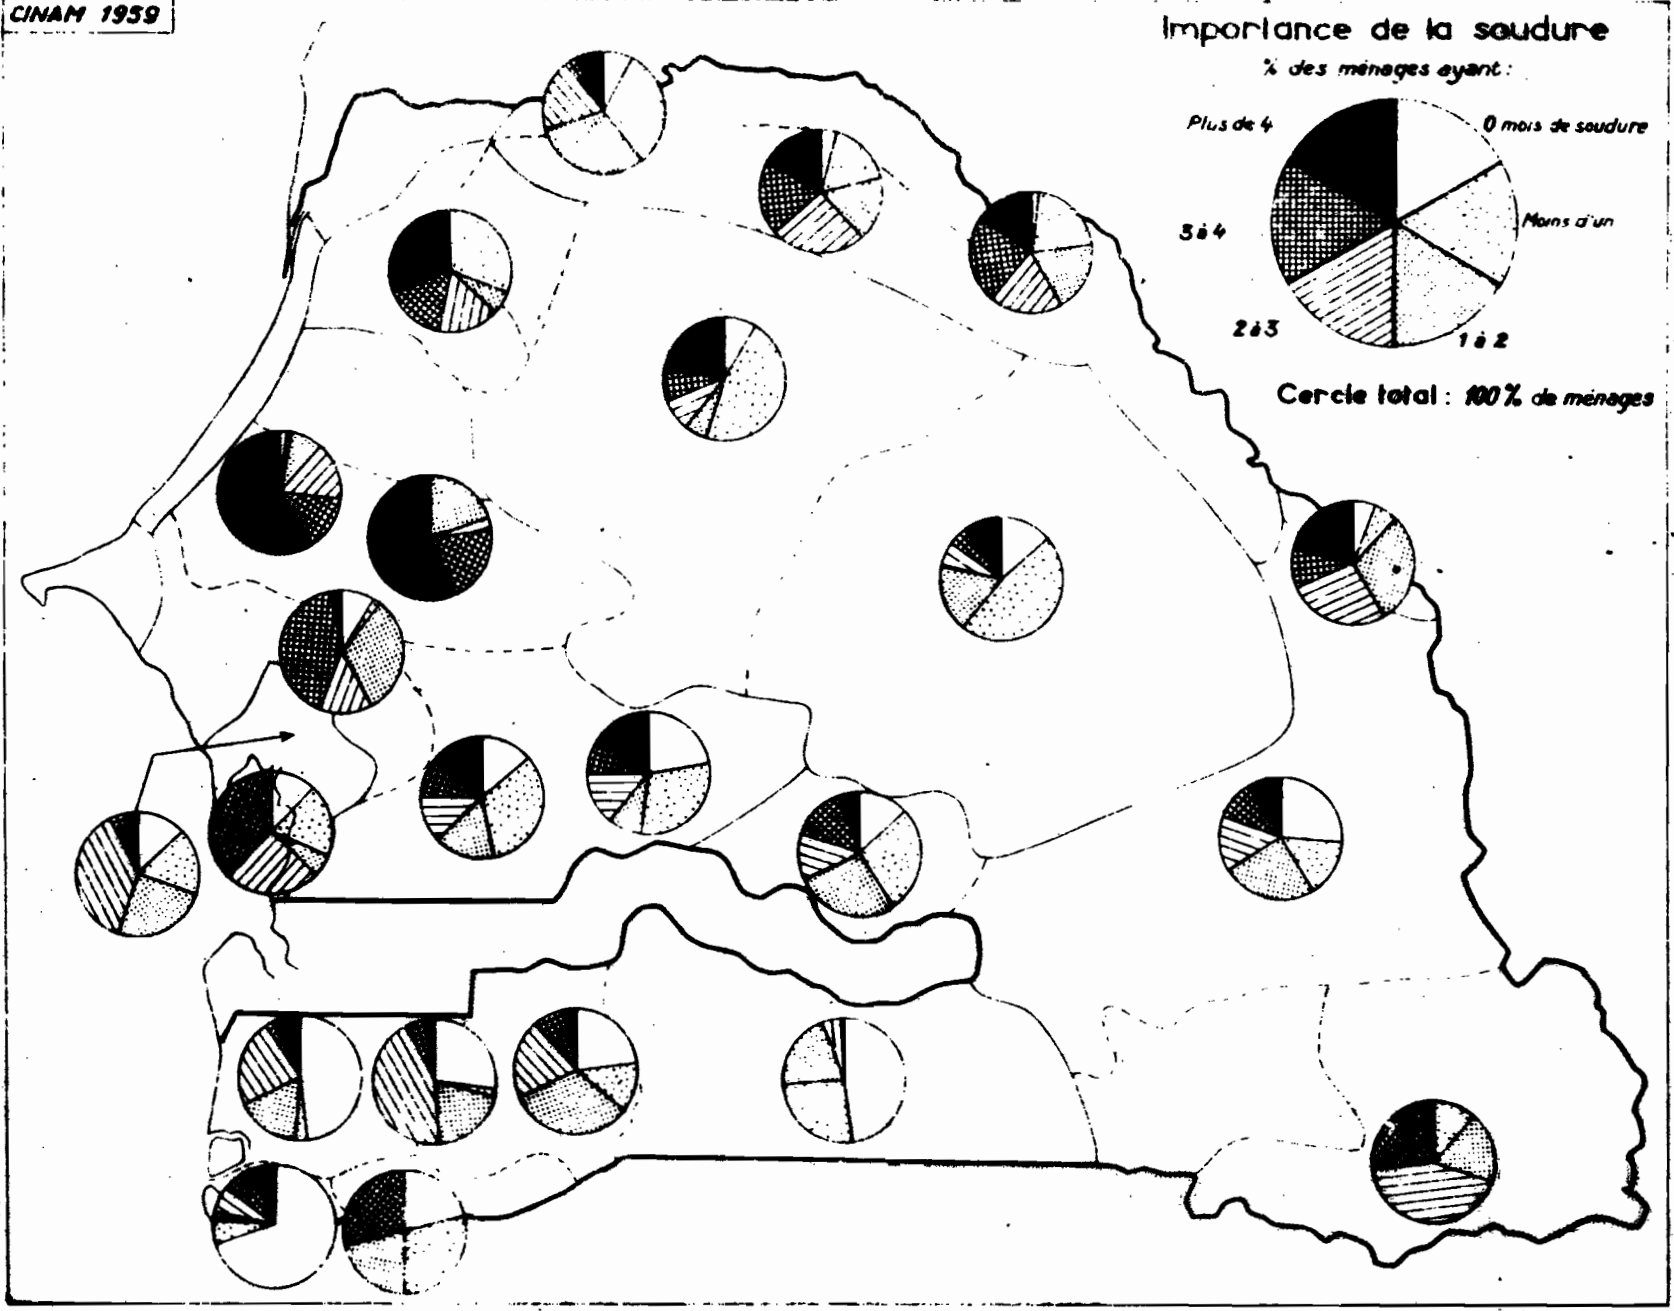 CINAM 1959
Importance de la soudure
% des ménages ayant :
Plus de 4
0 mois de soudure
Moins d'un
3 à 4
2 à 3
1 à 2
Cercle total : 100 % de ménages